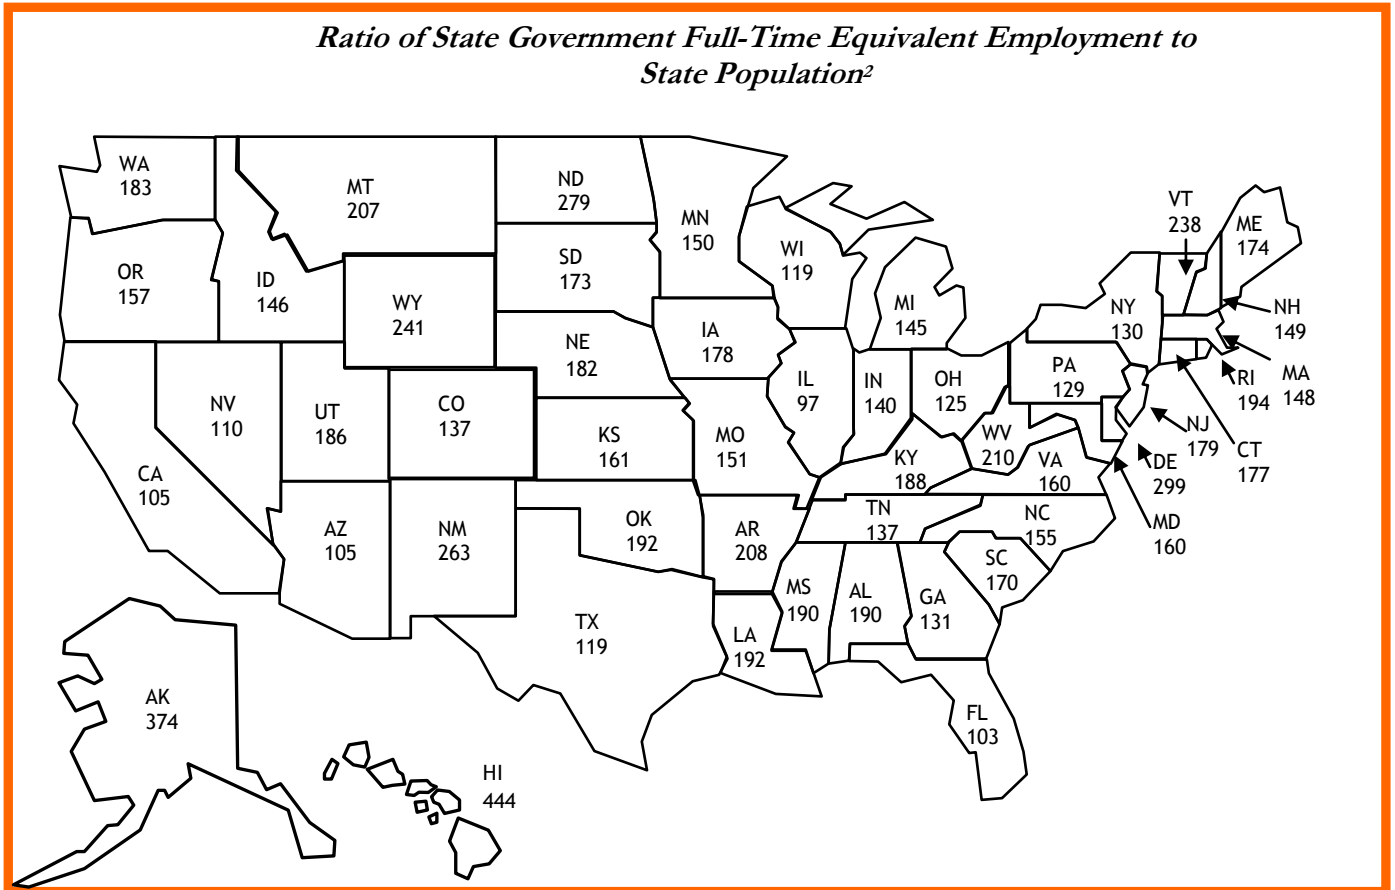 Ratio of State Government Full-Time Equivalent Employment to
State Population²
WA
183
MT
207
ND
279
MN
150
VT
238
ME
174
OR
157
ID
146
WY
241
SD
173
WI
119
MI
145
NY
130
NH
149
NE
182
IA
178
PA
129
MA
148
RI
194
NV
110
UT
186
CO
137
KS
161
MO
151
IL
97
IN
140
OH
125
WV
210
VA
160
KY
188
NJ
179
CT
177
DE
299
MD
160
CA
105
AZ
105
NM
263
OK
192
AR
208
TN
137
NC
155
SC
170
TX
119
LA
192
MS
190
AL
190
GA
131
FL
103
AK
374
HI
444